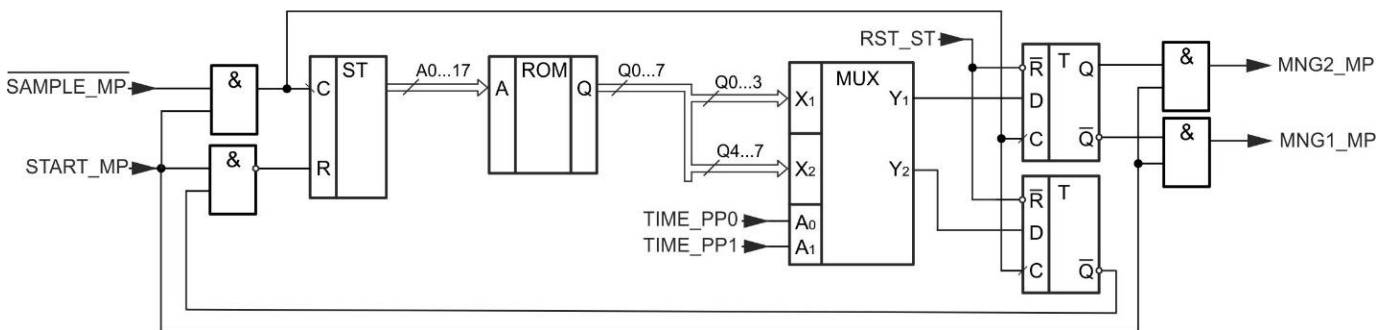 RST_ST
SAMPLE_MP
START_MP
&
&
C
ST
R
A0...17
A
ROM
Q
Q0...7
Q0...3
Q4...7
X1
MUX
Y1
X2
Y2
A0
A1
TIME_PP0
TIME_PP1
R
T
Q
D
C
Q
R
T
D
C
Q
&
MNG2_MP
&
MNG1_MP